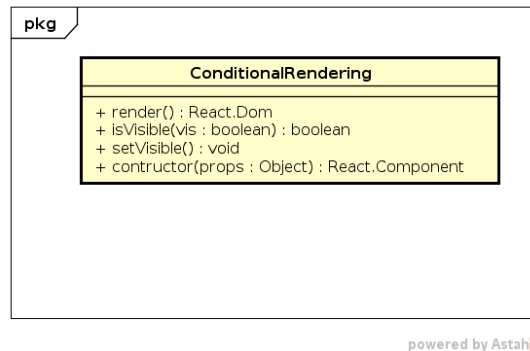 pkg
ConditionalRendering
+ render() : React.Dom
+ isVisible(vis : boolean) : boolean
+ setVisible() : void
+ contructor(props : Object) : React.Component
powered by Astah